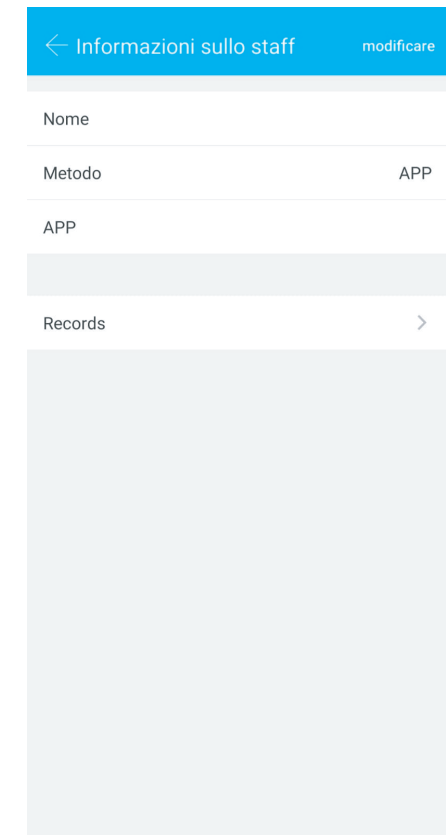 Informazioni sullo staff modificare
Nome
Metodo APP
APP
Records